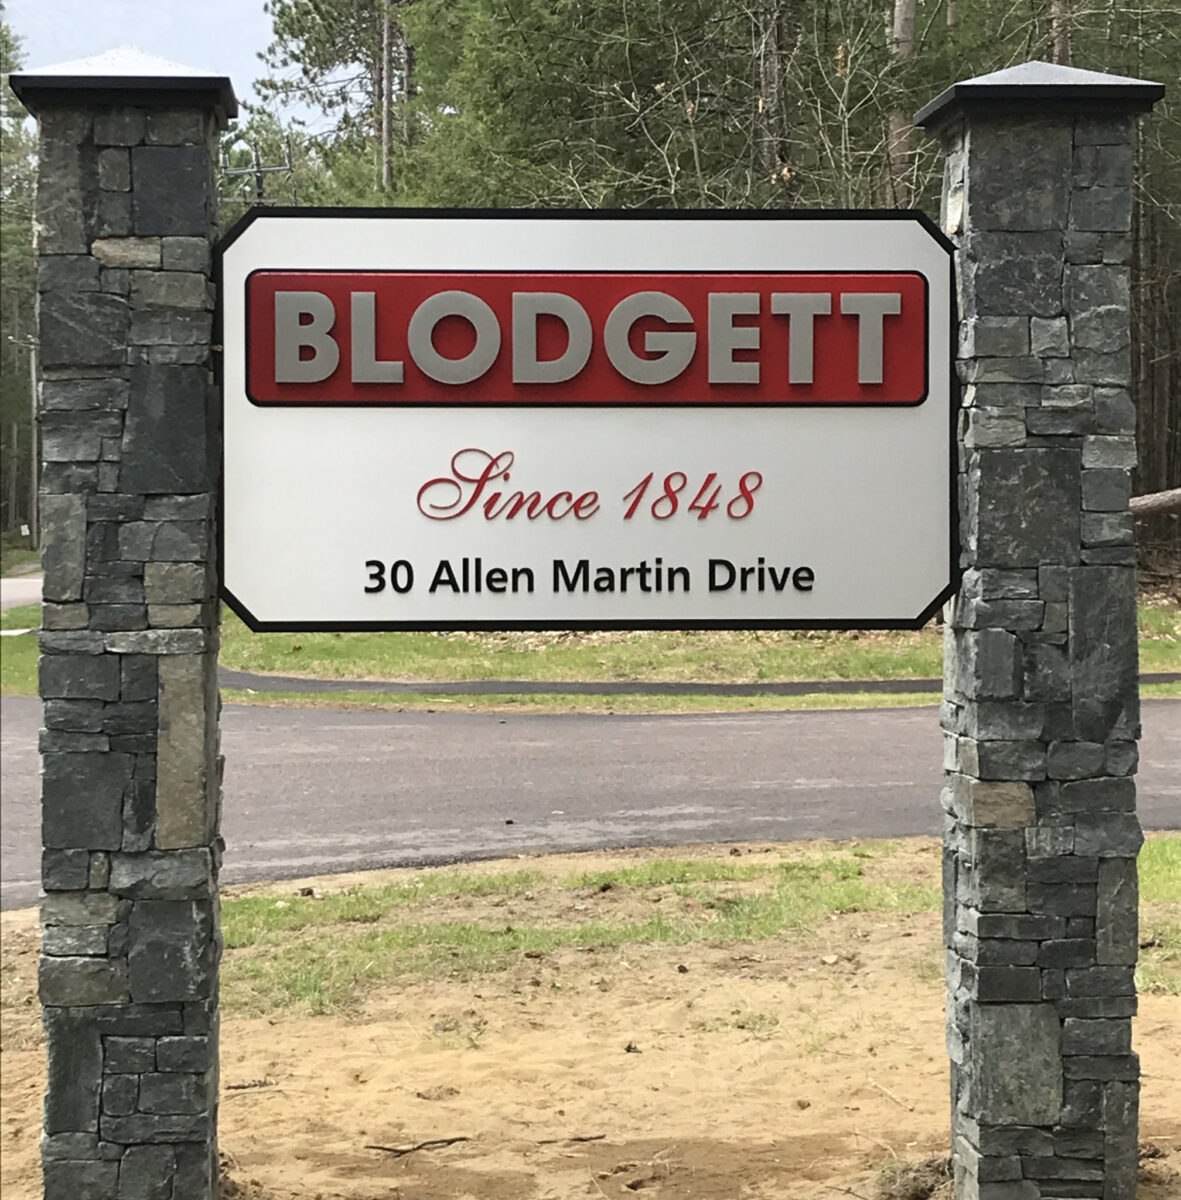 BLODGETT
Since 1848
30 Allen Martin Drive